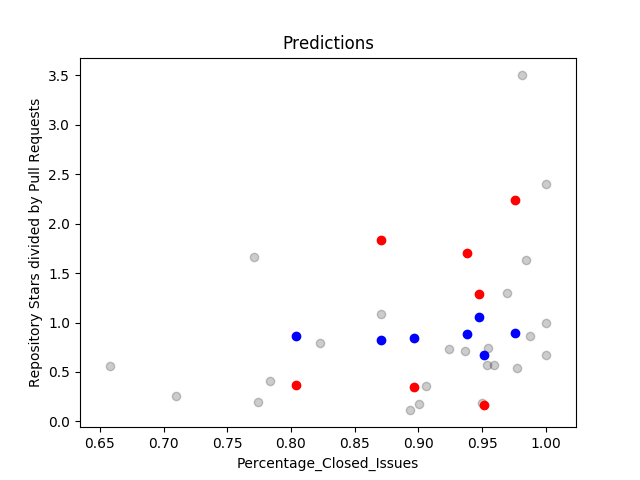 Predictions
Repository Stars divided by Pull Requests
3.5
3.0
2.5
2.0
1.5
1.0
0.5
0.0
0.65 0.70 0.75 0.80 0.85 0.90 0.95 1.00
Percentage_Closed_Issues